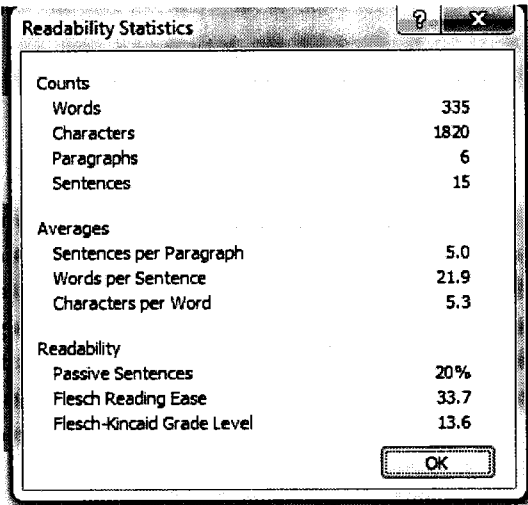 Readability Statistics
? X
Counts
Words 335
Characters 1820
Paragraphs 6
Sentences 15
Averages
Sentences per Paragraph 5.0
Words per Sentence 21.9
Characters per Word 5.3
Readability
Passive Sentences 20%
Flesch Reading Ease 33.7
Flesch-Kincaid Grade Level 13.6
OK